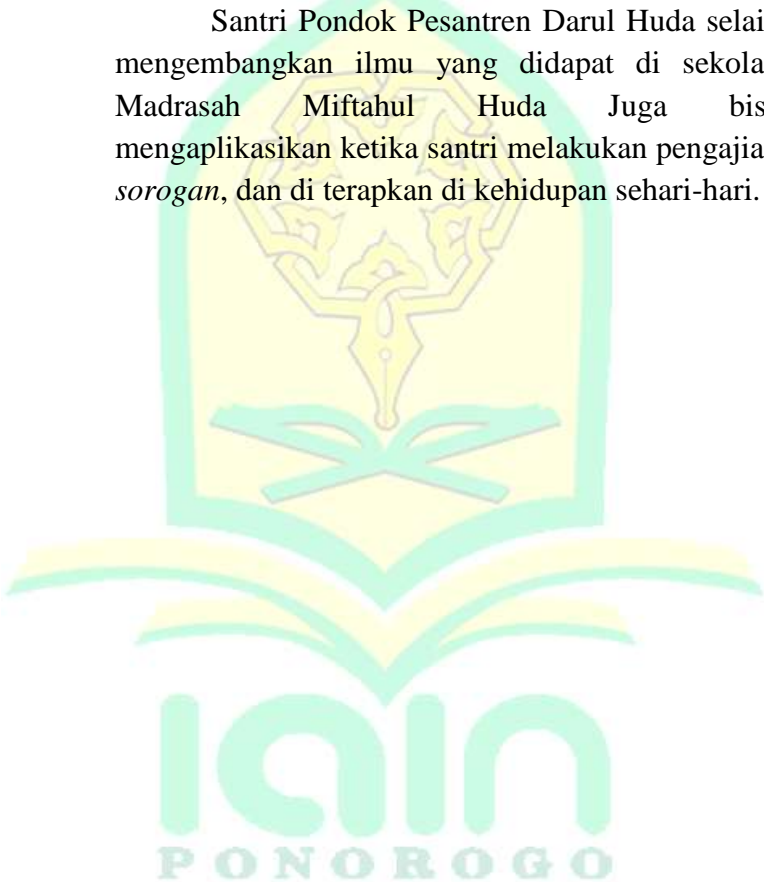 Santri Pondok Pesantren Darul Huda selai
mengembangkan ilmu yang didapat di sekola
Madrasah Miftahul Huda Juga bis
mengaplikasikan ketika santri melakukan pengajia
sorogan, dan di terapkan di kehidupan sehari-hari.
iain
PONOROGO